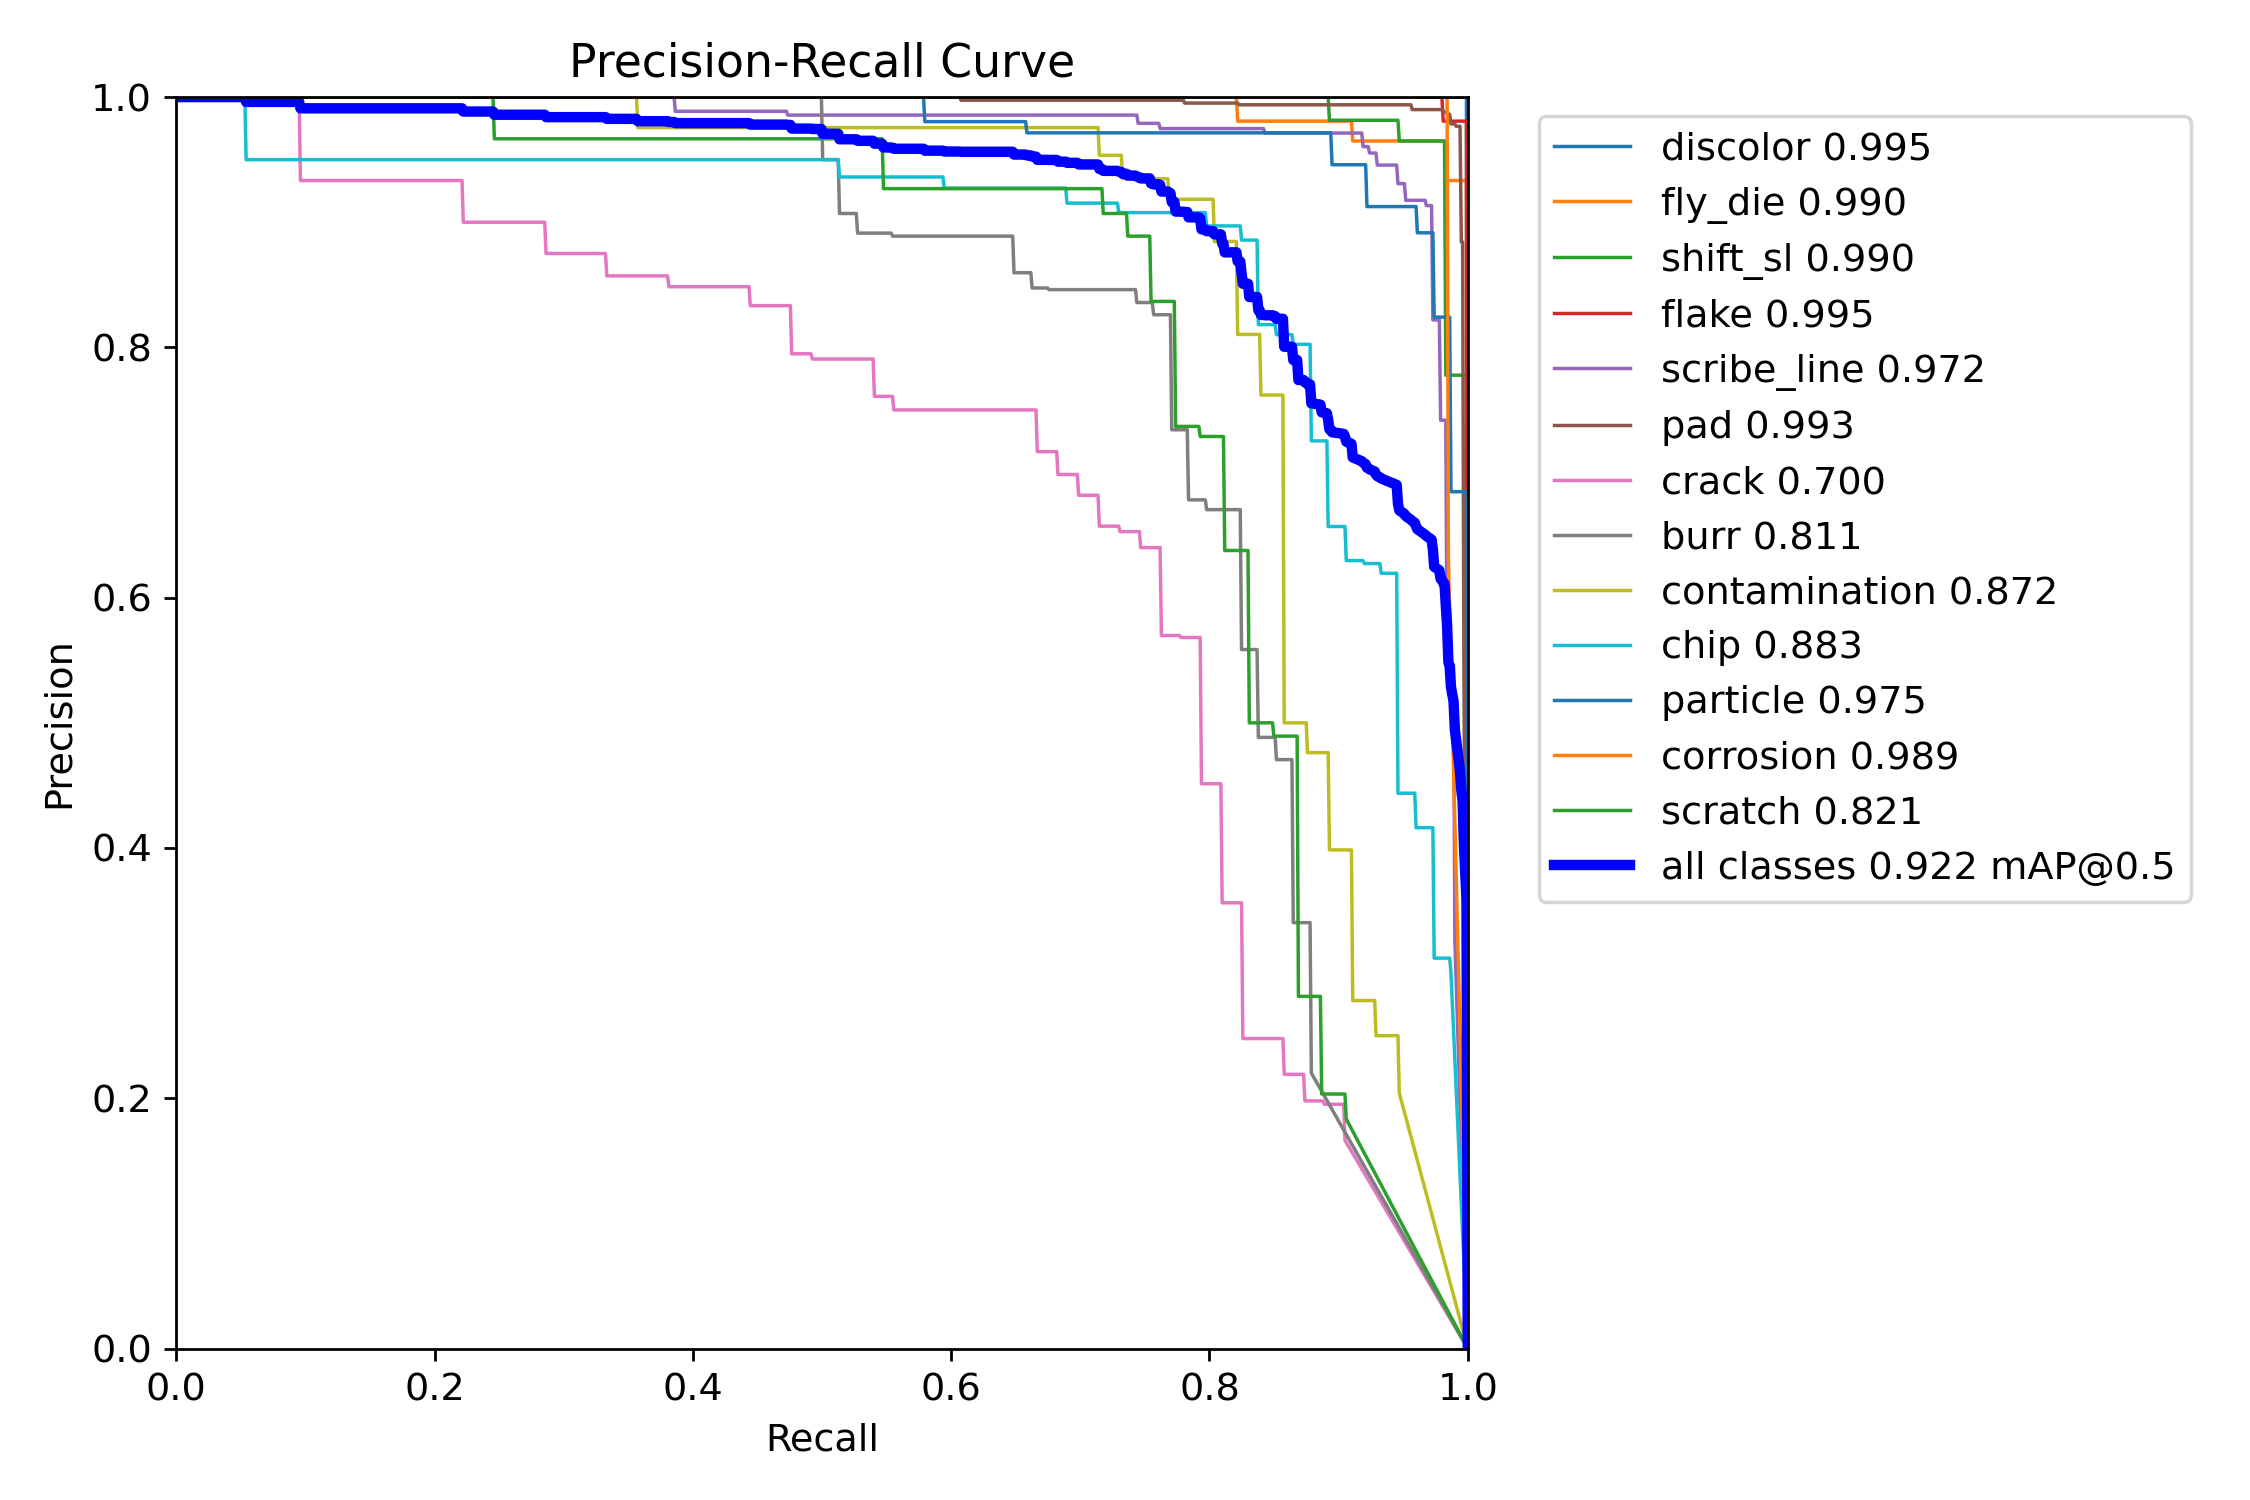 Precision-Recall Curve
1.0
0.8
0.6
0.4
0.2
0.0
Precision
0.0 0.2 0.4 0.6 0.8 1.0
Recall
discolor 0.995
fly_die 0.990
shift_sl 0.990
flake 0.995
scribe_line 0.972
pad 0.993
crack 0.700
burr 0.811
contamination 0.872
chip 0.883
particle 0.975
corrosion 0.989
scratch 0.821
all classes 0.922 mAP@0.5